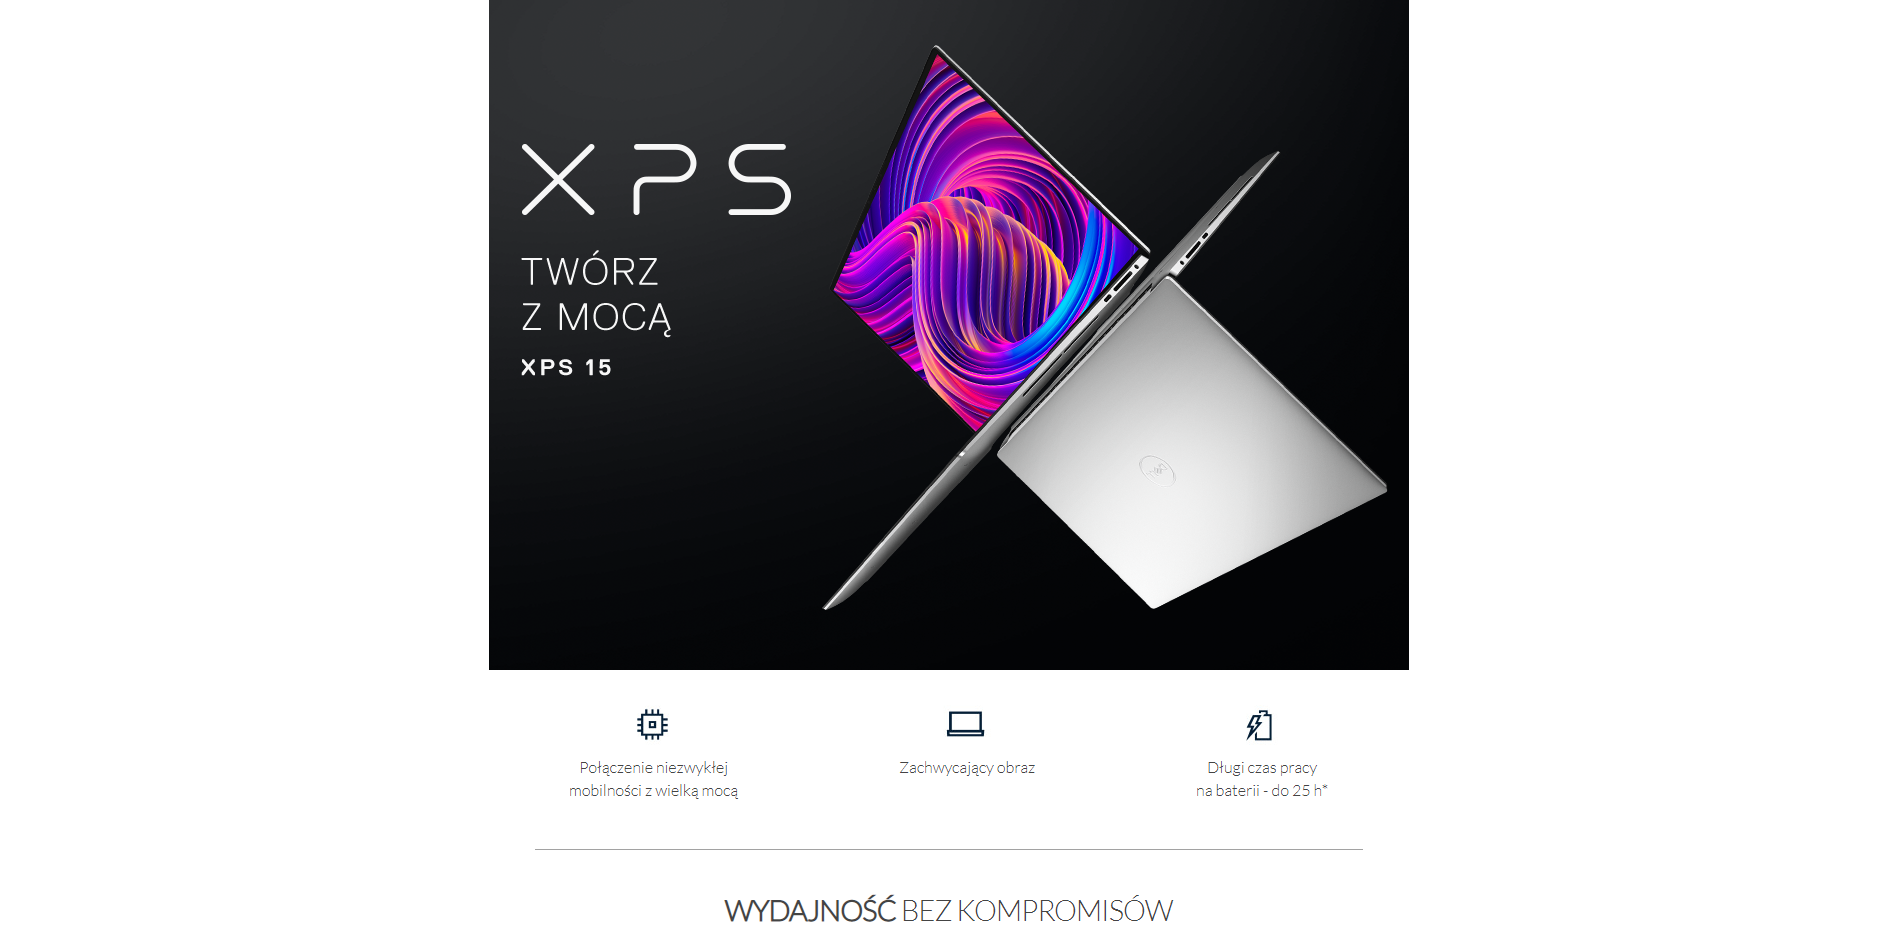 XPS
TWÓRZ
Z MOCĄ
XPS 15
Połączenie niezwykłej
mobilności z wielką mocą
Zachwycający obraz
Długi czas pracy
na baterii - do 25 h*
WYDAJNOŚĆ BEZ KOMPROMISÓW